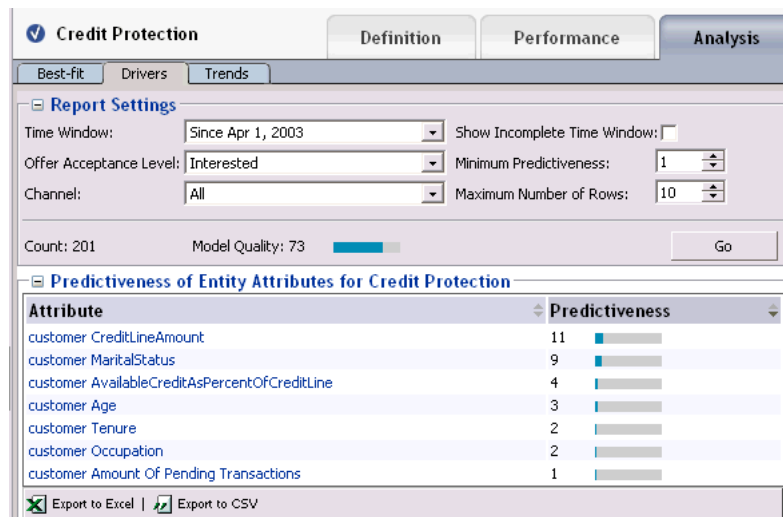 Credit Protection
Definition
Performance
Analysis
Best-fit
Drivers
Trends
Report Settings
Time Window: Since Apr 1, 2003 Show Incomplete Time Window:
Offer Acceptance Level: Interested Minimum Predictiveness: 1
Channel: All Maximum Number of Rows: 10
Count: 201 Model Quality: 73 Go
Predictiveness of Entity Attributes for Credit Protection
Attribute Predictiveness
customer CreditLineAmount 11
customer MaritalStatus 9
customer AvailableCreditAsPercentOfCreditLine 4
customer Age 3
customer Tenure 2
customer Occupation 2
customer Amount Of Pending Transactions 1
Export to Excel | Export to CSV